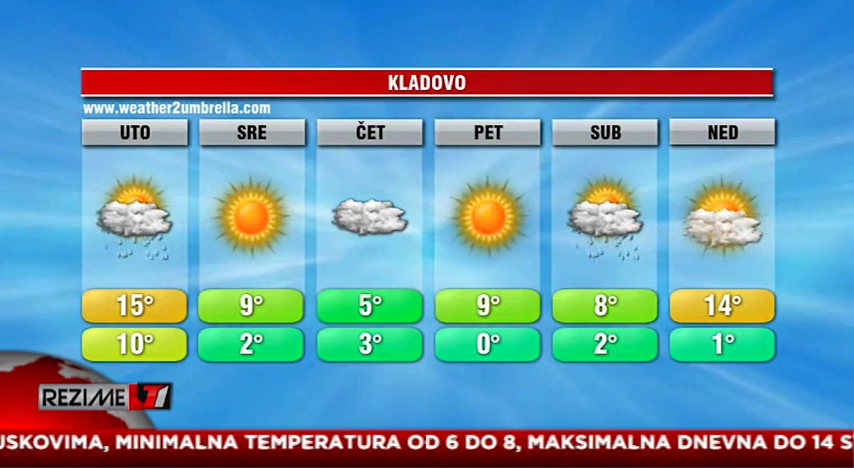 KLADOVO
www.weather2umbrella.com
UTO SRE ČET PET SUB NED
15° 9° 5° 9° 8° 14°
10° 2° 3° 0° 2° 1°
REZIME T1
USKOVIMA, MINIMALNA TEMPERATURA OD 6 DO 8, MAKSIMALNA DNEVNA DO 14 S